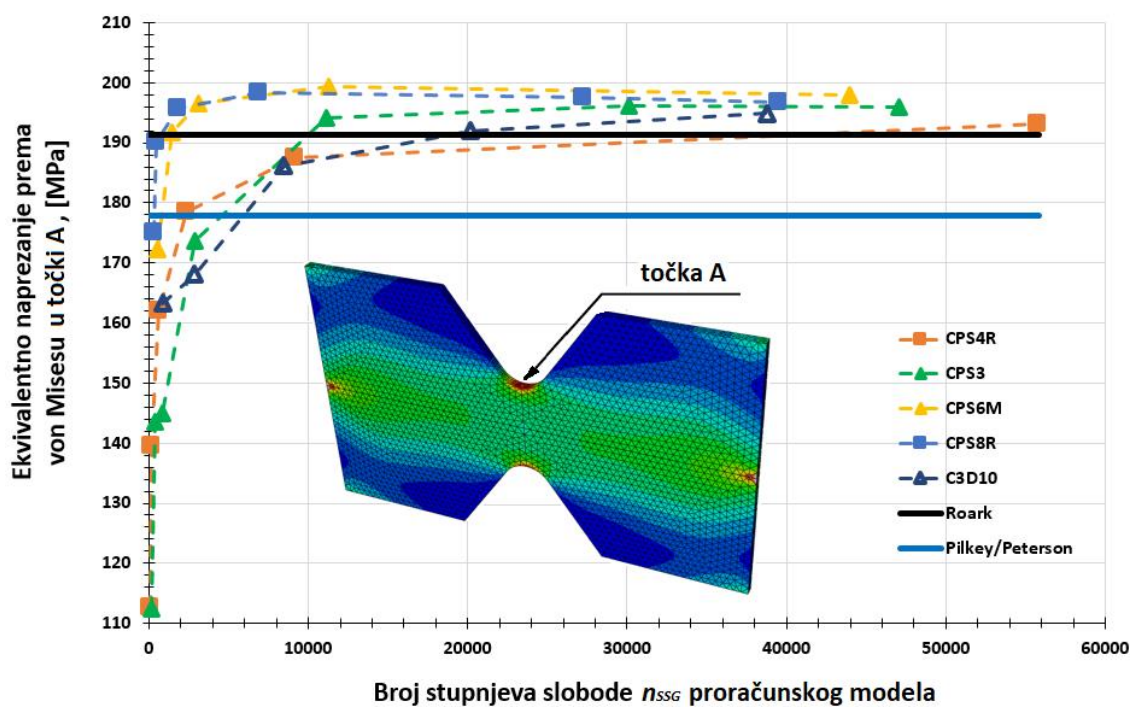 Ekvivalentno naprezanje prema
von Misesu u točki A , [MPa]
210
200
190
180
170
160
150
140
130
120
110
0
10000
20000
30000
40000
50000
60000
Broj stupnjeva slobode nSSG proračunskog modela
točka A
CPS4R
CPS3
CPS6M
CPS8R
C3D10
Roark
Pilkey/Peterson